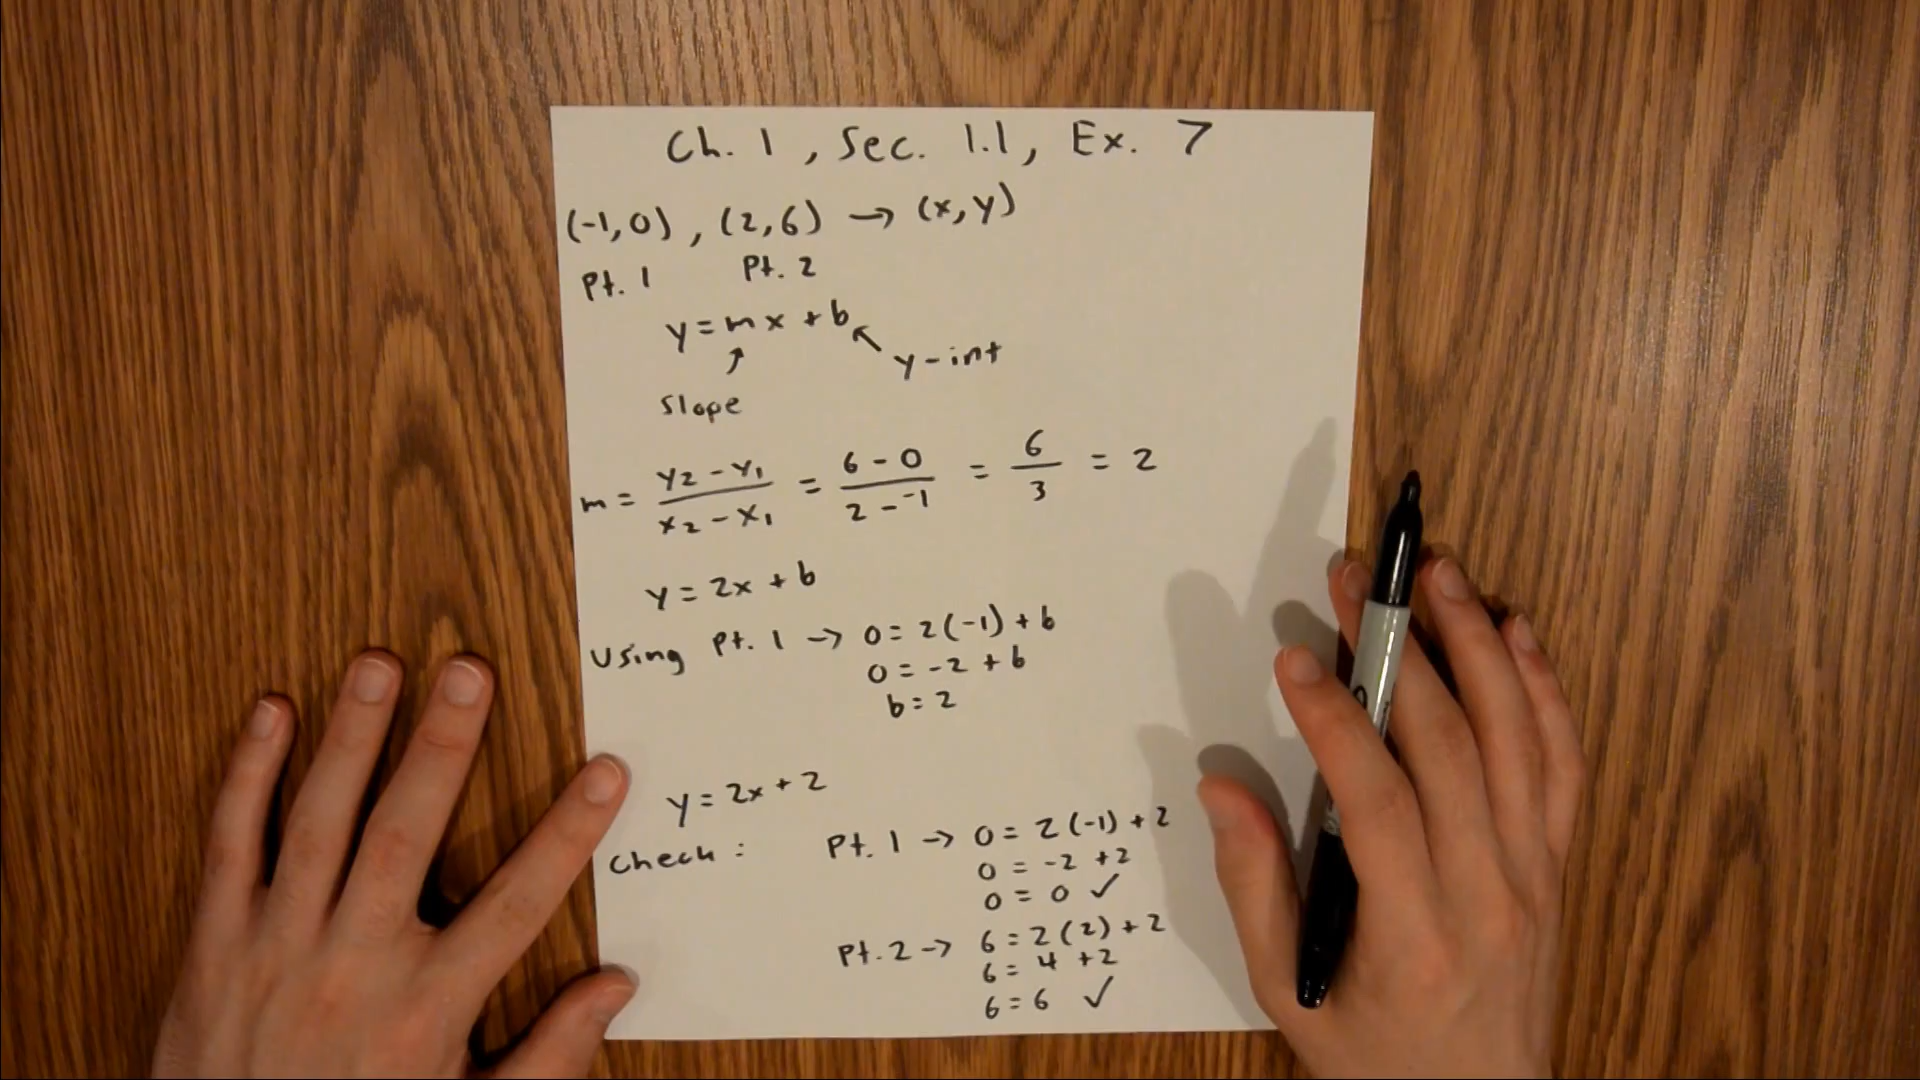 Ch. 1, Sec. 1.1, Ex. 7
(-1,0), (2,6) → (x,y)
Pt. 1 Pt. 2
y = mx + b
y-int
slope
m = y₂ - y₁ / x₂ - x₁ = 6 - 0 / 2 - -1 = 6 / 3 = 2
y = 2x + b
Using Pt. 1 → 0 = 2(-1) + b
0 = -2 + b
b = 2
y = 2x + 2
Check: Pt. 1 → 0 = 2(-1) + 2
0 = -2 + 2
0 = 0 ✓
Pt. 2 → 6 = 2(2) + 2
6 = 4 + 2
6 = 6 ✓